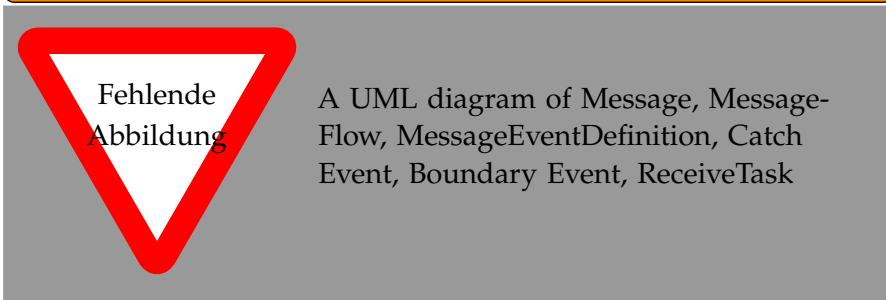 Fehlende
Abbildung
A UML diagram of Message, Message-
Flow, MessageEventDefinition, Catch
Event, Boundary Event, ReceiveTask